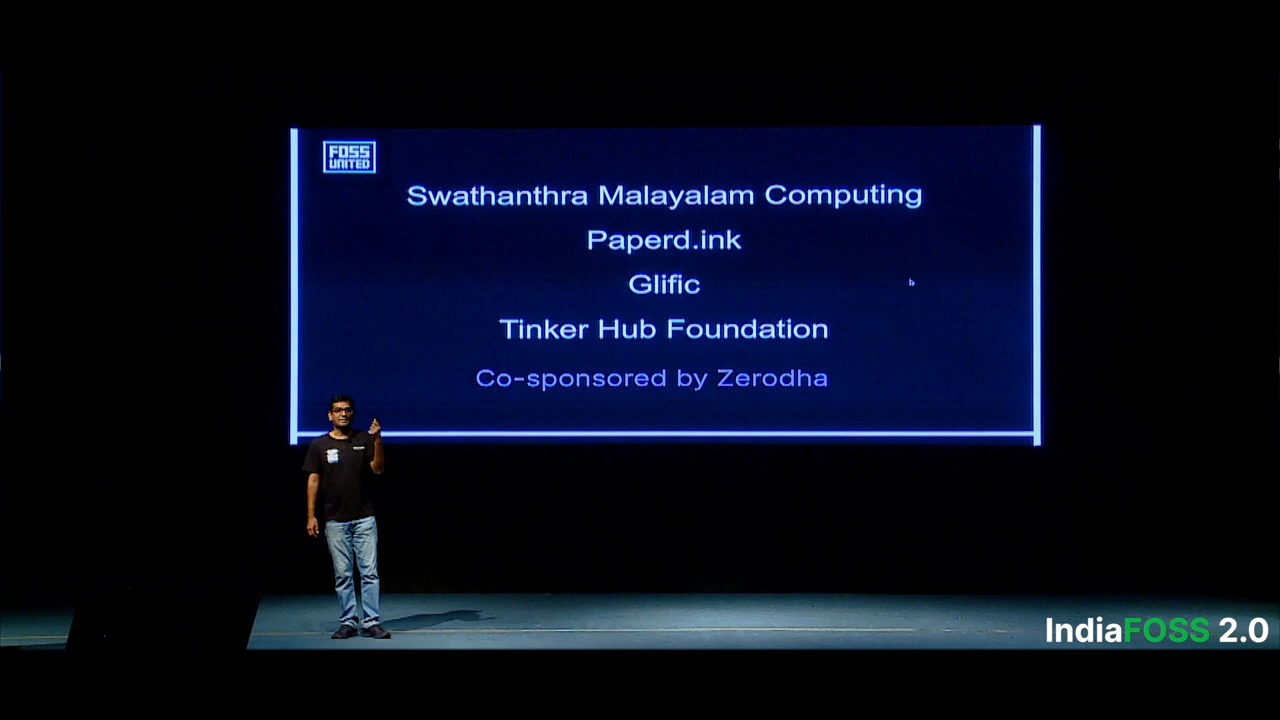 FOSS
UNITED
Swathanthra Malayalam Computing
Paperd.ink
Glific
Tinker Hub Foundation
Co-sponsored by Zerodha
IndiaFOSS 2.0